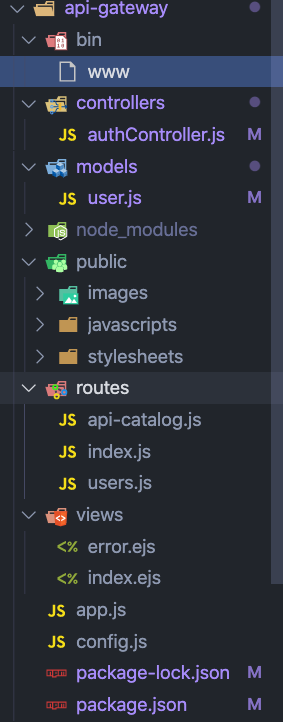 api-gateway
bin
www
controllers
JS authController.js M
models
JS user.js M
node_modules
public
images
javascripts
stylesheets
routes
JS api-catalog.js
JS index.js
JS users.js
views
<% error.ejs
<% index.ejs
JS app.js
JS config.js
npm package-lock.json M
npm package.json M